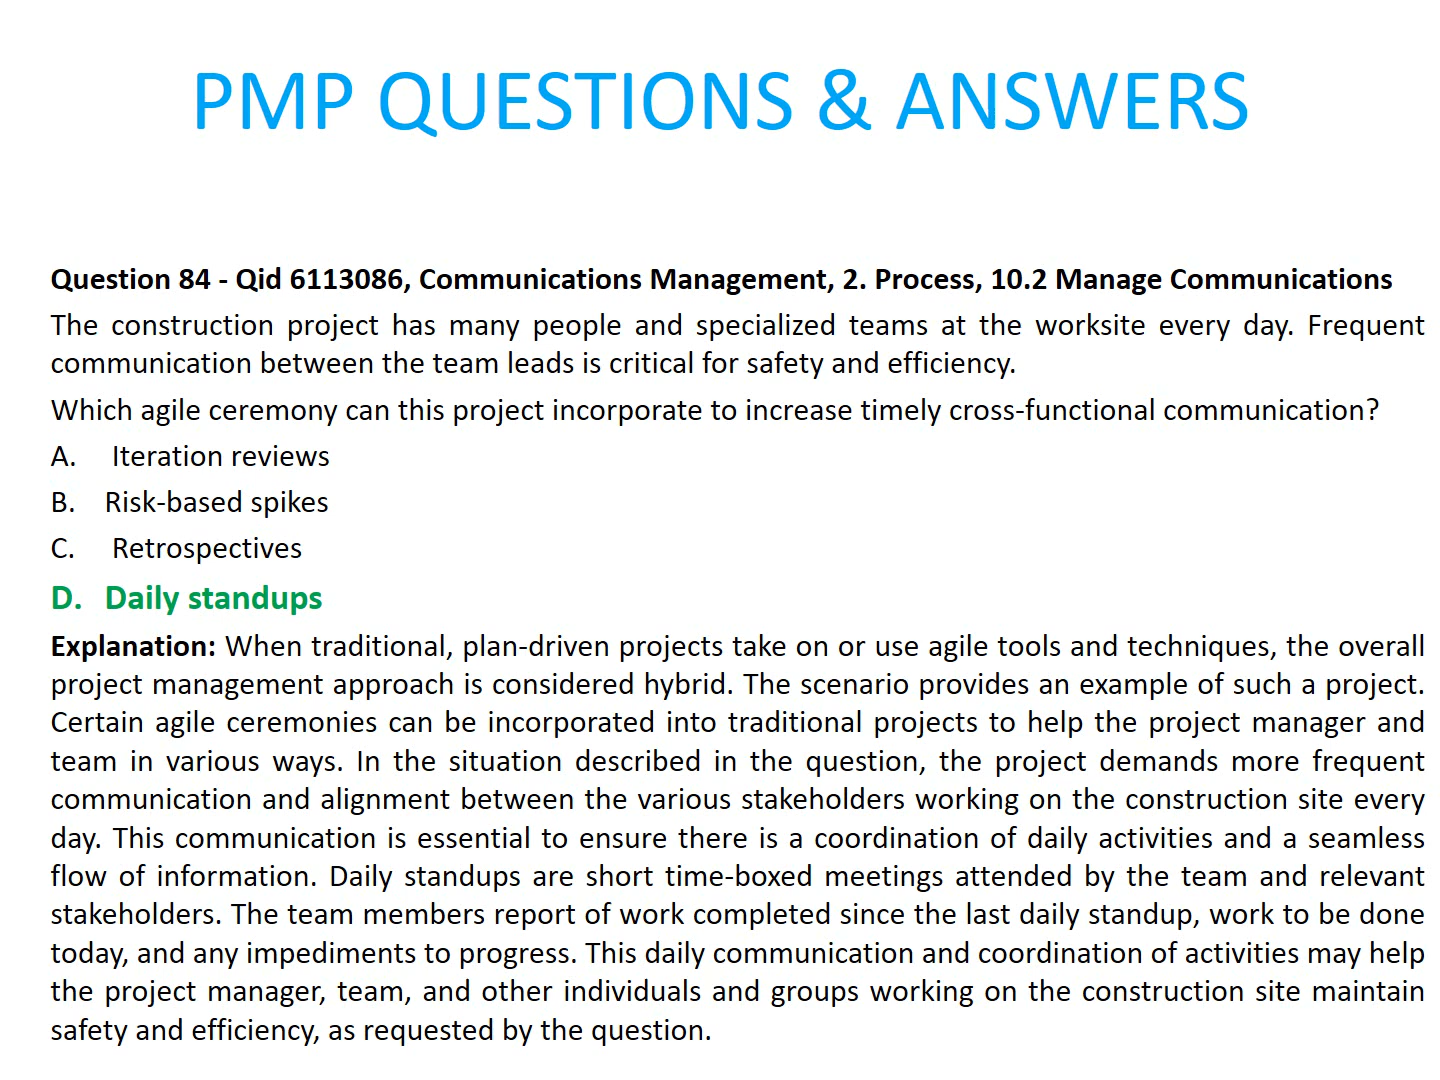 PMP QUESTIONS & ANSWERS
Question 84 - Qid 6113086, Communications Management, 2. Process, 10.2 Manage Communications
The construction project has many people and specialized teams at the worksite every day. Frequent
communication between the team leads is critical for safety and efficiency.
Which agile ceremony can this project incorporate to increase timely cross-functional communication?
A. Iteration reviews
B. Risk-based spikes
C. Retrospectives
D. Daily standups
Explanation: When traditional, plan-driven projects take on or use agile tools and techniques, the overall
project management approach is considered hybrid. The scenario provides an example of such a project.
Certain agile ceremonies can be incorporated into traditional projects to help the project manager and
team in various ways. In the situation described in the question, the project demands more frequent
communication and alignment between the various stakeholders working on the construction site every
day. This communication is essential to ensure there is a coordination of daily activities and a seamless
flow of information. Daily standups are short time-boxed meetings attended by the team and relevant
stakeholders. The team members report of work completed since the last daily standup, work to be done
today, and any impediments to progress. This daily communication and coordination of activities may help
the project manager, team, and other individuals and groups working on the construction site maintain
safety and efficiency, as requested by the question.